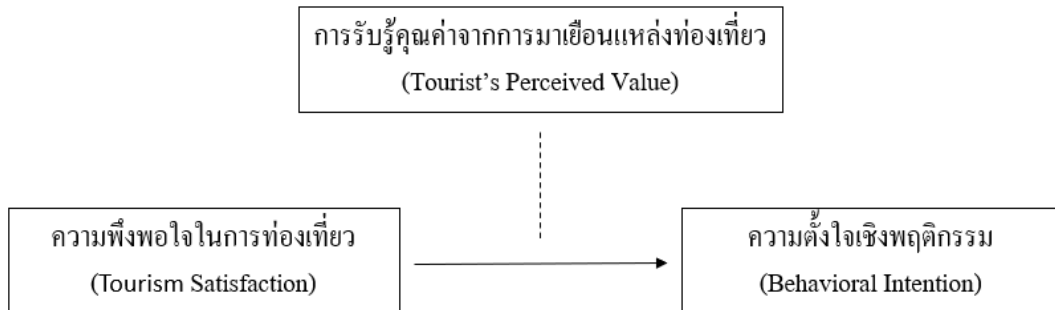 การรับรู้คุณค่าจากการมาเยือนแหล่งท่องเที่ยว
(Tourist’s Perceived Value)
ความพึงพอใจในการท่องเที่ยว
(Tourism Satisfaction)
ความตั้งใจเชิงพฤติกรรม
(Behavioral Intention)